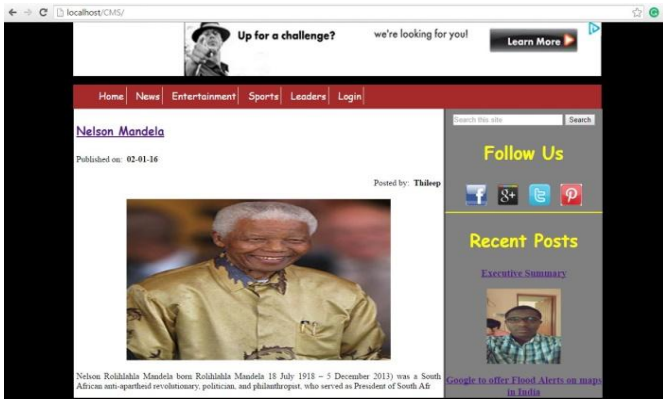 localhost/CMS/
Up for a challenge?
we're looking for you!
Learn More
Home News Entertainment Sports Leaders Login
Nelson Mandela
Published on: 02-01-16
Posted by: Thileep
Nelson Rolihlahla Mandela born Rolihlahla Mandela 18 July 1918 – 5 December 2013) was a South
African anti-apartheid revolutionary, politician, and philanthropist, who served as President of South Afr
Search this site Search
Follow Us
f g+ t p
Recent Posts
Executive Summary
Google to offer Flood Alerts on maps
in India